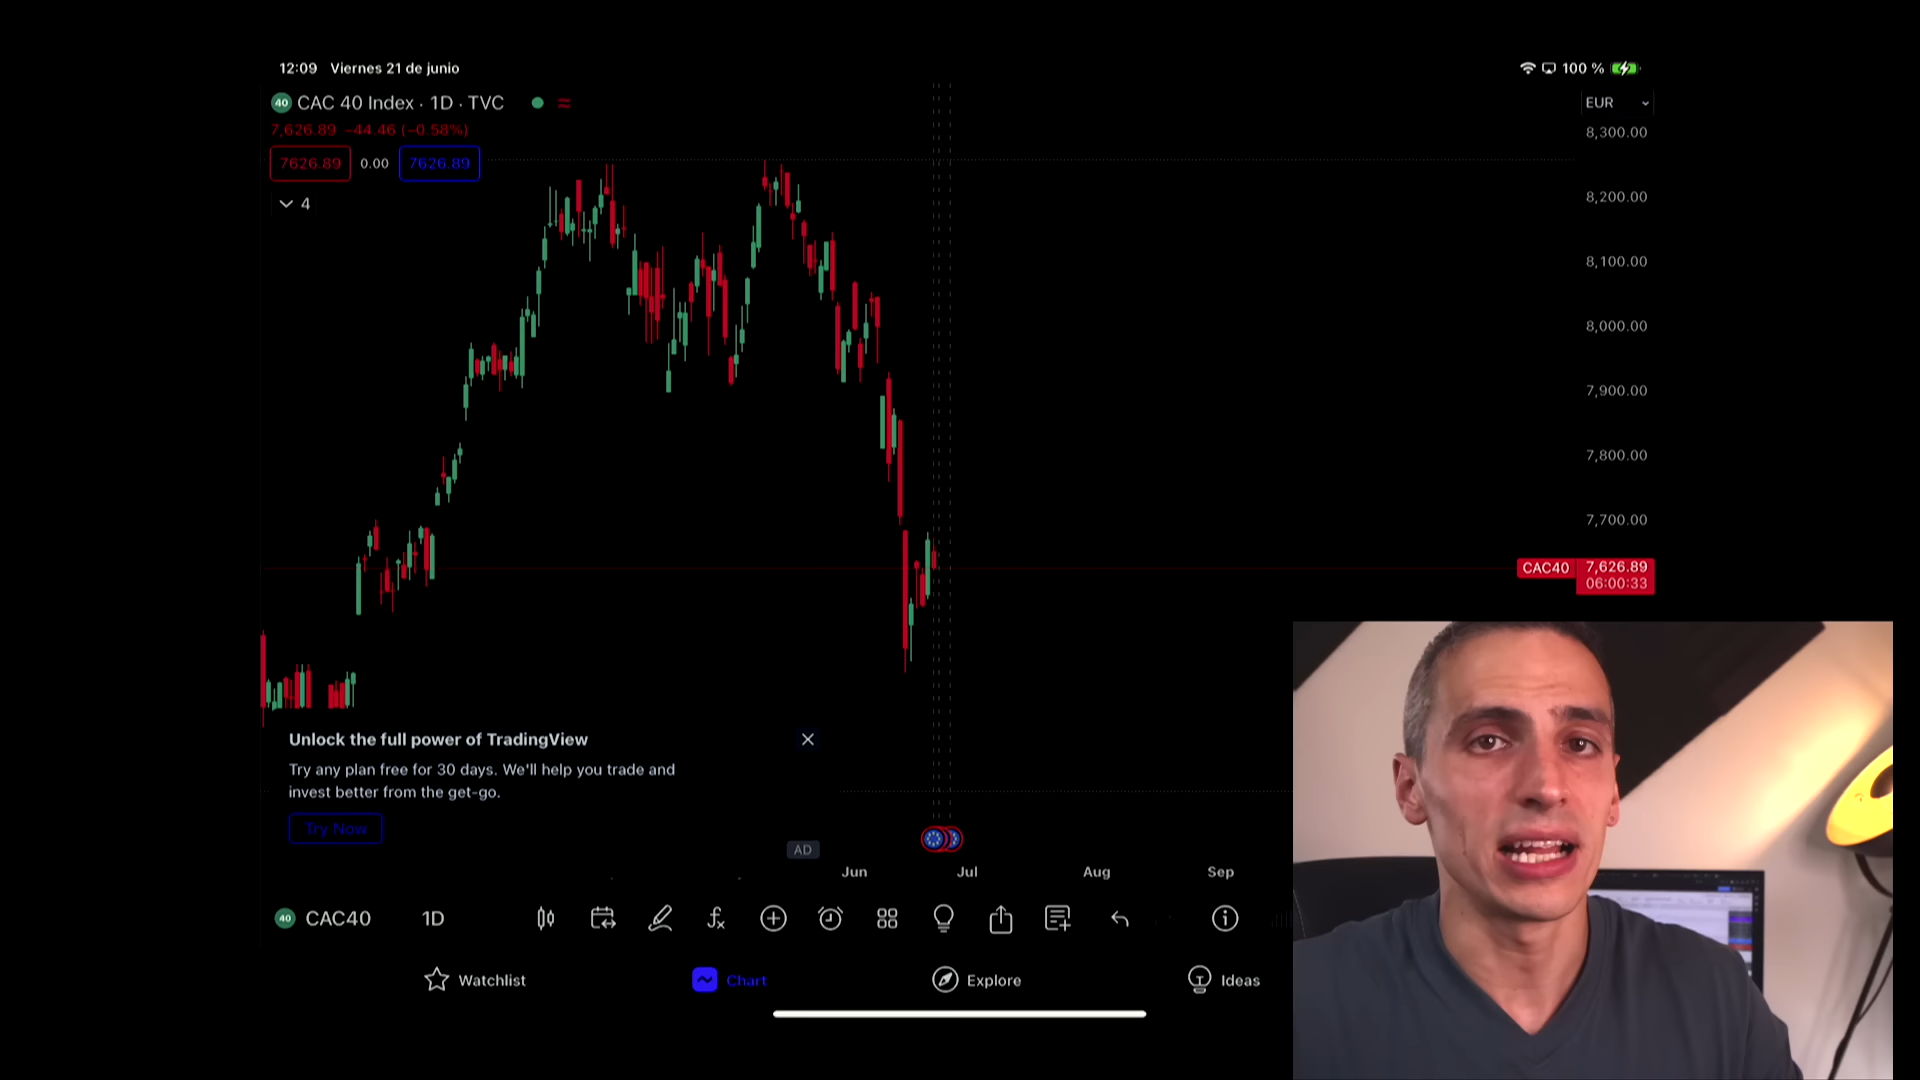 12:09 Viernes 21 de junio
100 %
40 CAC 40 Index · 1D · TVC
EUR
7,626.89 −44.46 (−0.58%)
7626.89 0.00 7626.89
4
8,300.00
8,200.00
8,100.00
8,000.00
7,900.00
7,800.00
7,700.00
CAC40 7,626.89
06:00:33
Unlock the full power of TradingView
Try any plan free for 30 days. We'll help you trade and
invest better from the get-go.
Try Now
AD
Jun Jul Aug Sep
40 CAC40 1D
Watchlist Chart Explore Ideas